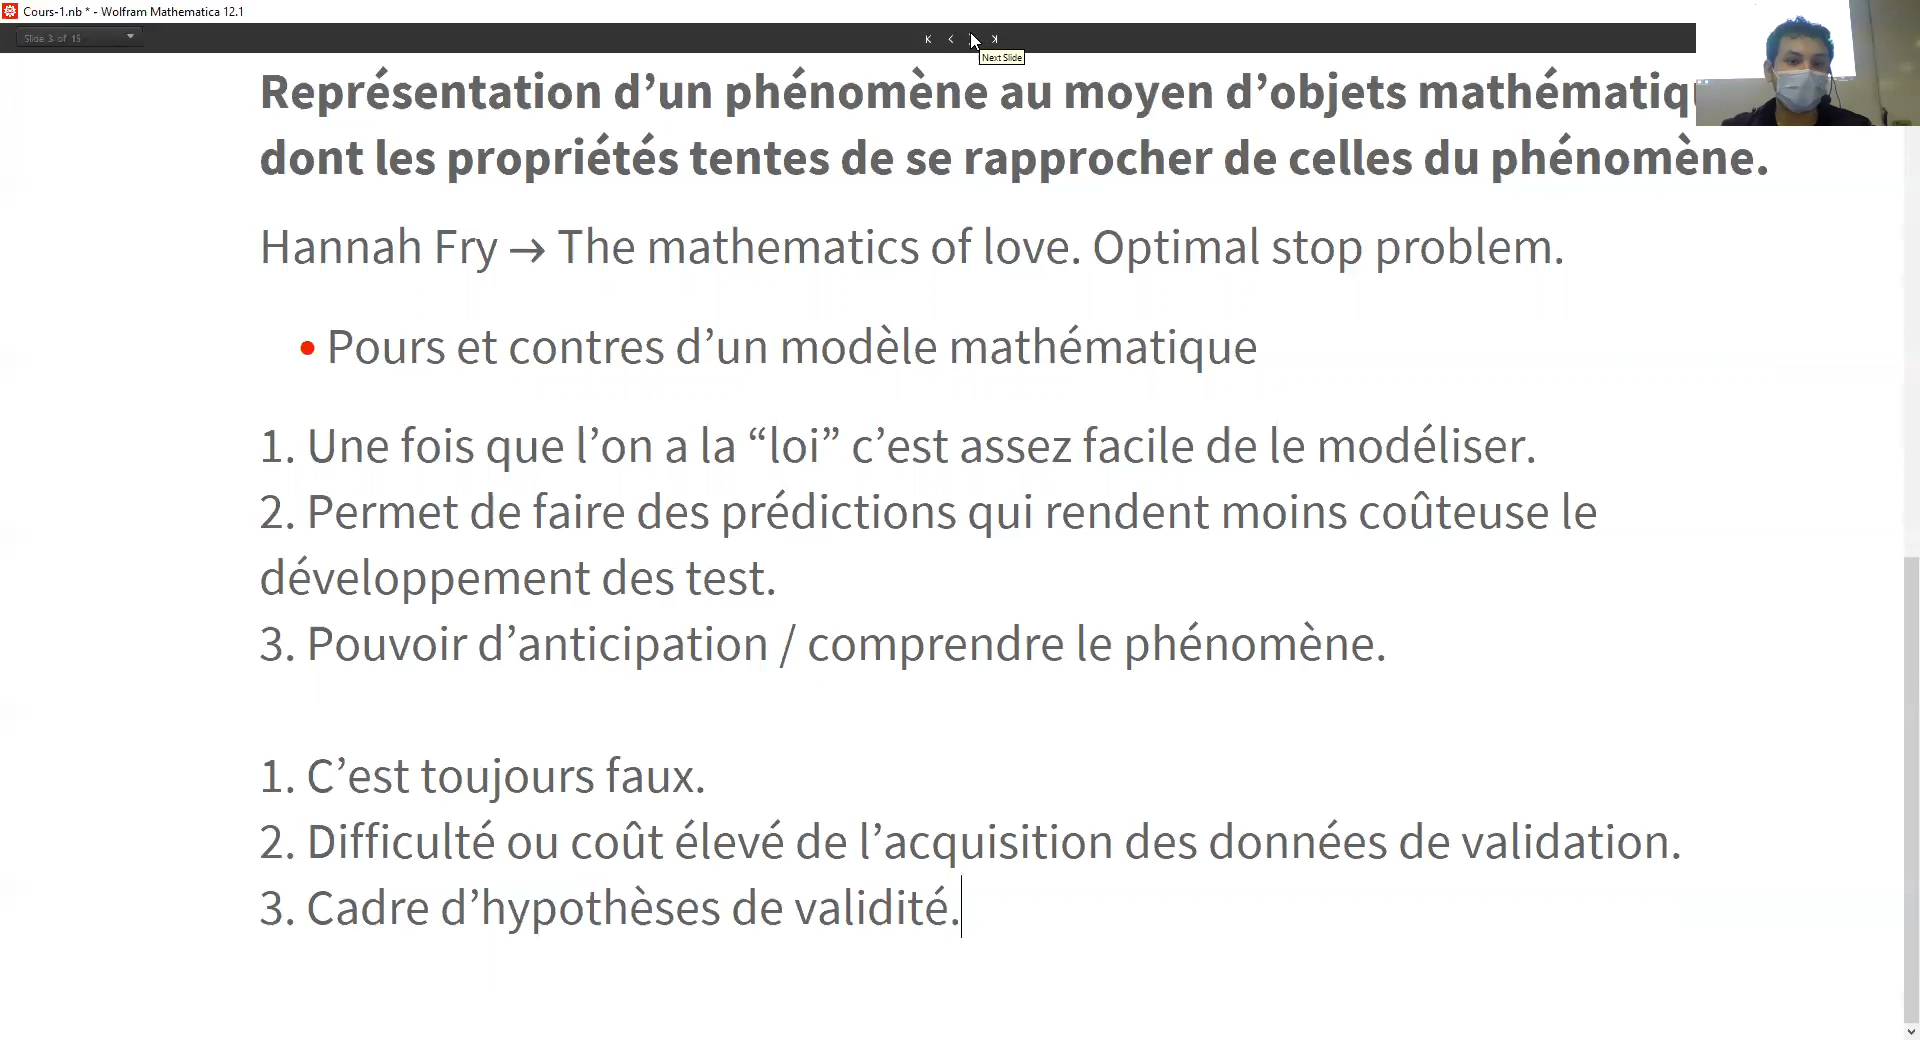 Cours-1.nb * - Wolfram Mathematica 12.1
Slide 3 of 15
Next Slide
Représentation d’un phénomène au moyen d’objets
dont les propriétés tentes de se rapprocher de celles du phénomène.
Hannah Fry → The mathematics of love. Optimal stop problem.
• Pours et contres d’un modèle mathématique
1. Une fois que l’on a la “loi” c’est assez facile de le modéliser.
2. Permet de faire des prédictions qui rendent moins coûteuse le
développement des test.
3. Pouvoir d’anticipation / comprendre le phénomène.
1. C’est toujours faux.
2. Difficulté ou coût élevé de l’acquisition des données de validation.
3. Cadre d’hypothèses de validité.